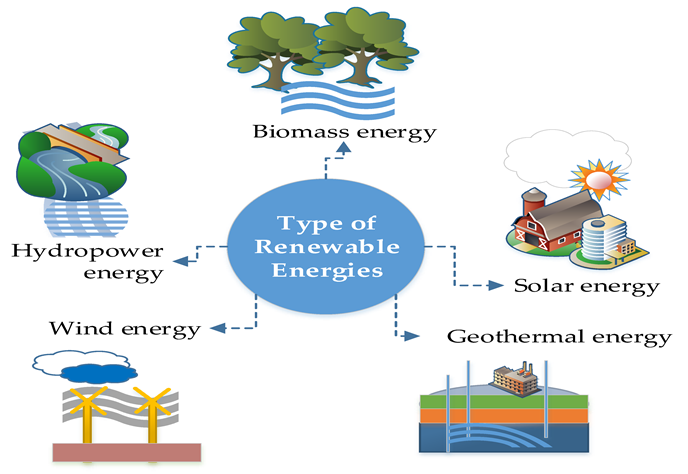 Biomass energy
Type of
Renewable
Energies
Hydropower
energy
Solar energy
Wind energy
Geothermal energy